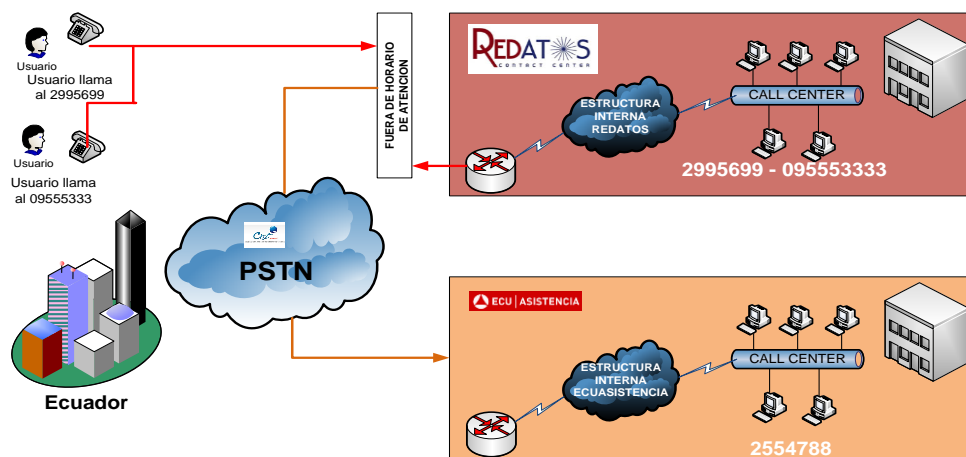 Usuario
Usuario llama
al 2995699
Usuario
Usuario llama
al 09555333
FUERA DE HORARIO
DE ATENCION
REDATOS
CONTACT CENTER
ESTRUCTURA
INTERNA
REDATOS
CALL CENTER
2995699 - 095553333
PSTN
Ecuador
ECU | ASISTENCIA
ESTRUCTURA
INTERNA
ECUASISTENCIA
CALL CENTER
2554788